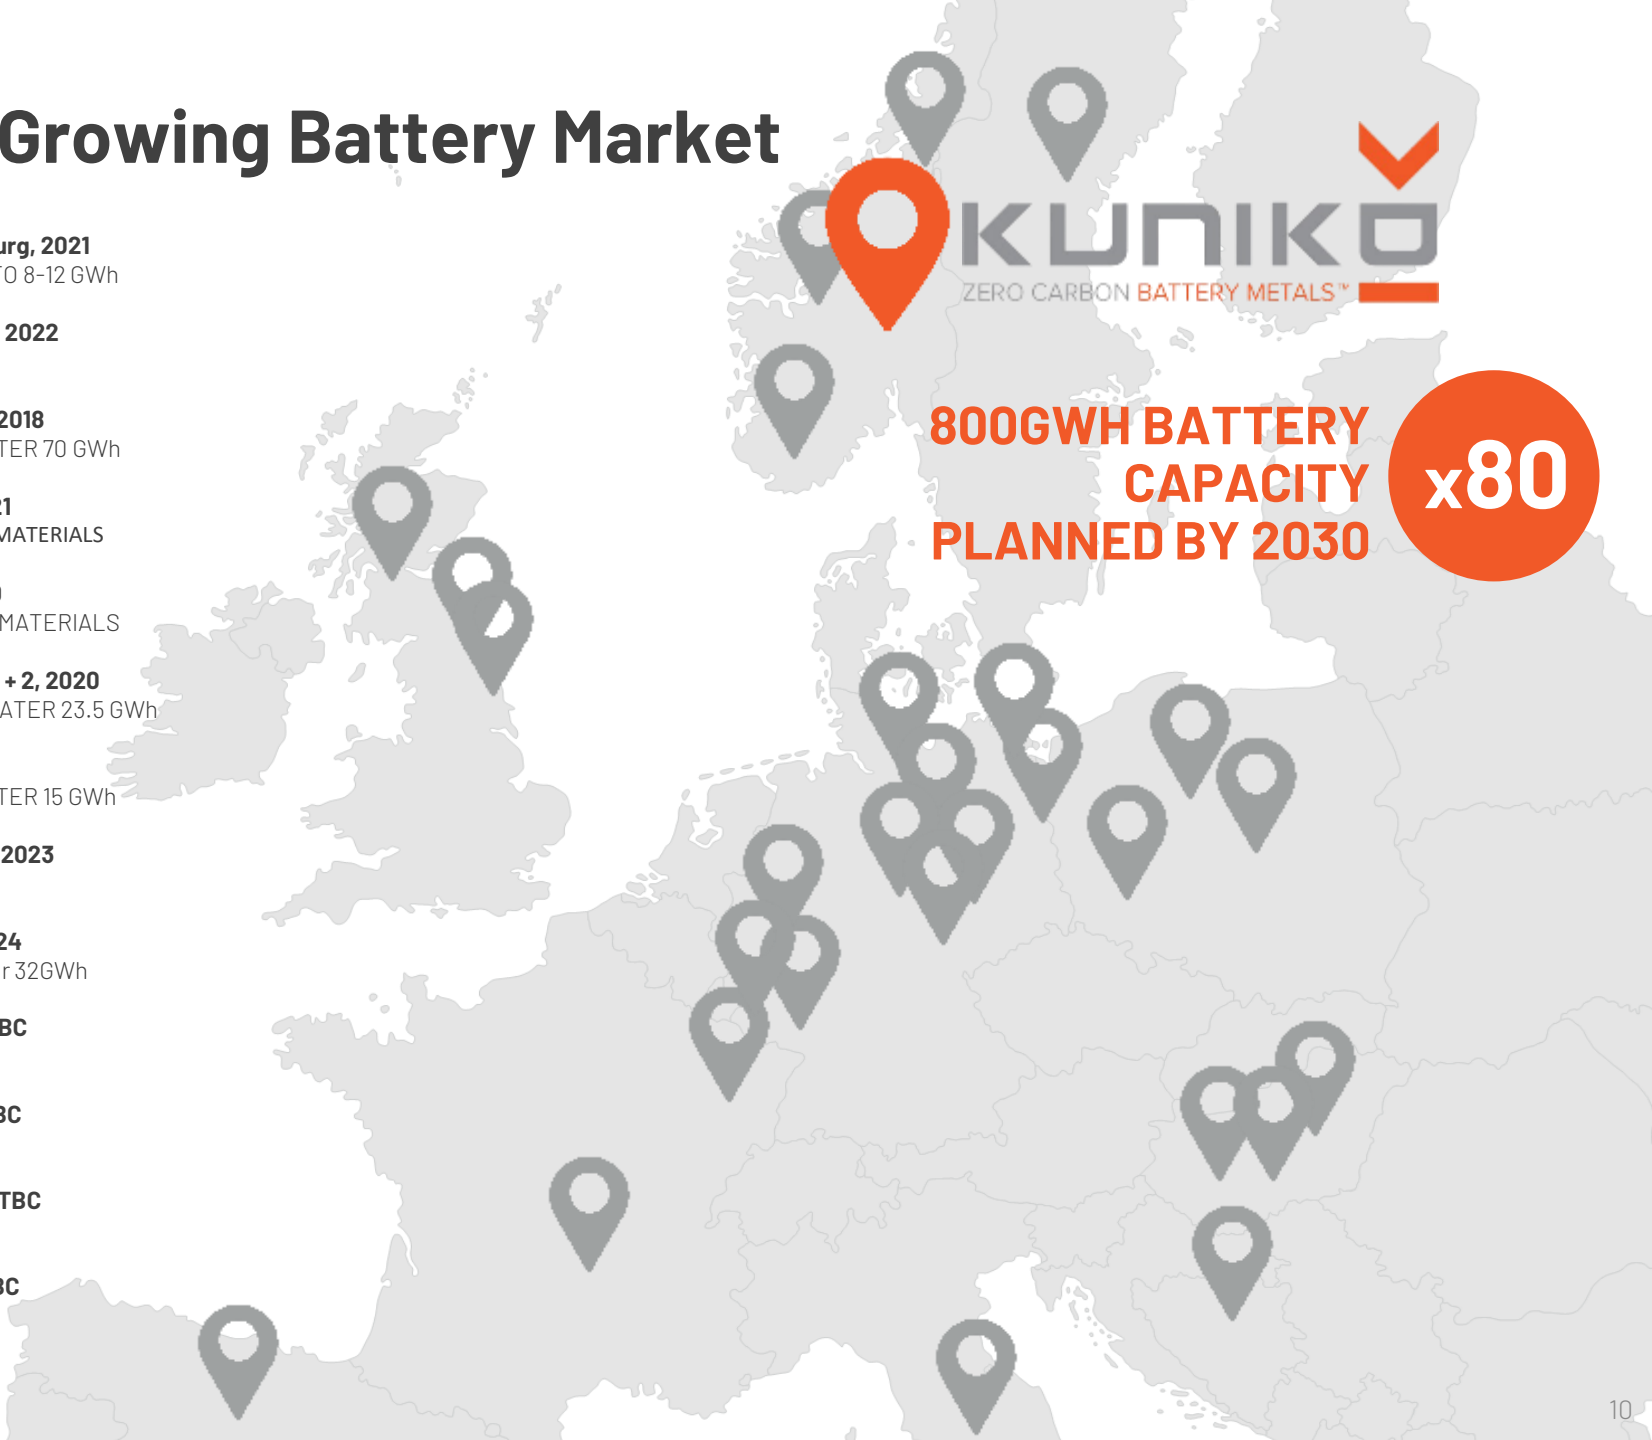 Growing Battery Market
urg, 2021
TO 8-12 GWh
2022
2018
TER 70 GWh
21
MATERIALS
MATERIALS
+ 2, 2020
ATER 23.5 GWh
TER 15 GWh
2023
24
r 32GWh
BC
BC
TBC
BC
KUNIKO
ZERO CARBON BATTERY METALS™
800GWH BATTERY
CAPACITY
PLANNED BY 2030
x80
10